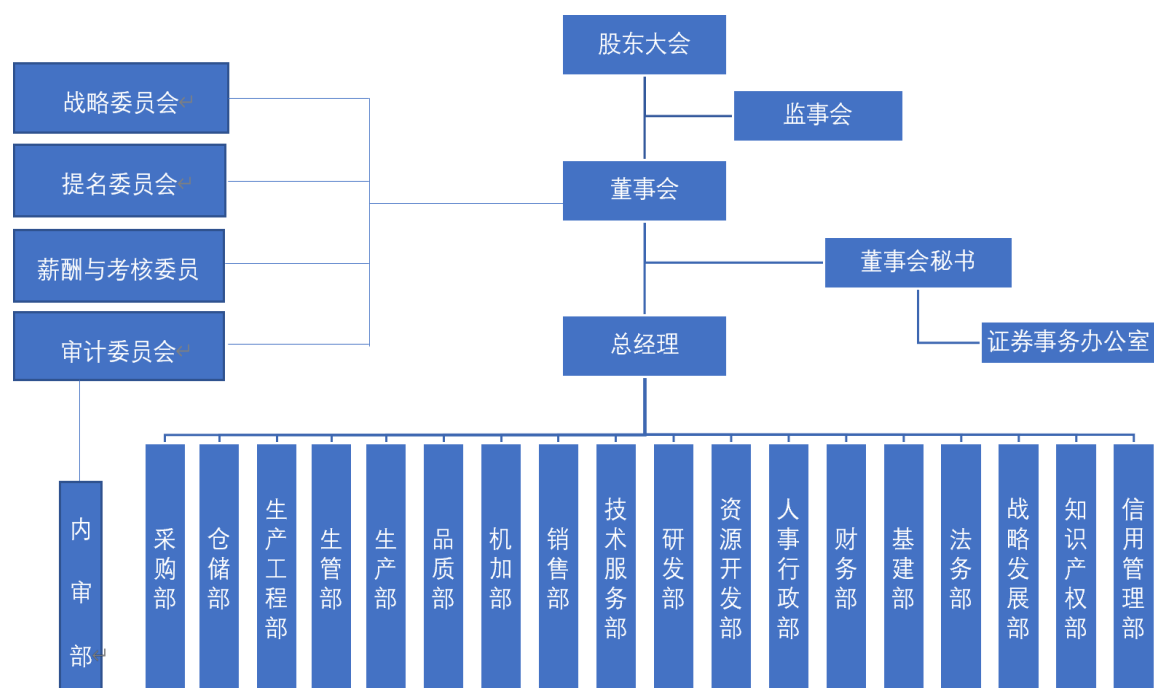 股东大会
战略委员会
监事会
提名委员会
董事会
薪酬与考核委员
董事会秘书
审计委员会
总经理
证券事务办公室
内审部
采购部
仓储部
生产工程部
生管部
生产部
品质部
机加部
销售部
技术服务部
研发部
资源开发部
人事行政部
财务部
基建部
法务部
战略发展部
知识产权部
信用管理部